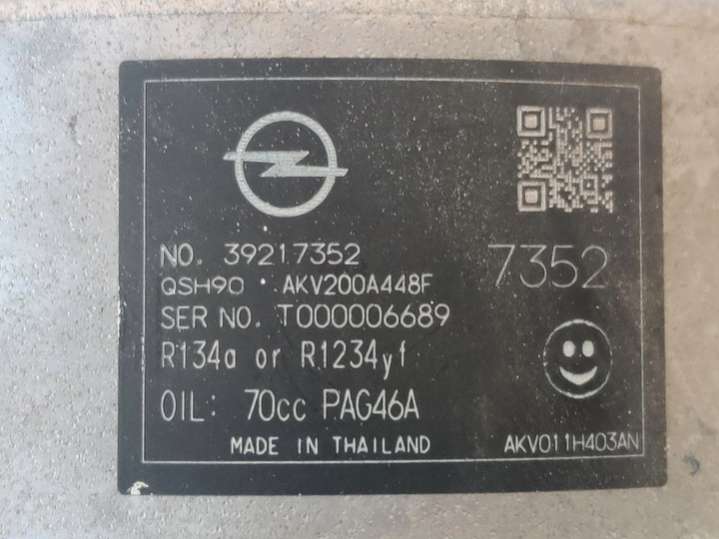 NO. 39217352
7352
QSH90 · AKV200A448F
SER NO. T000006689
R134a or R1234yf
OIL: 70cc PAG46A
MADE IN THAILAND
AKV011H403AN